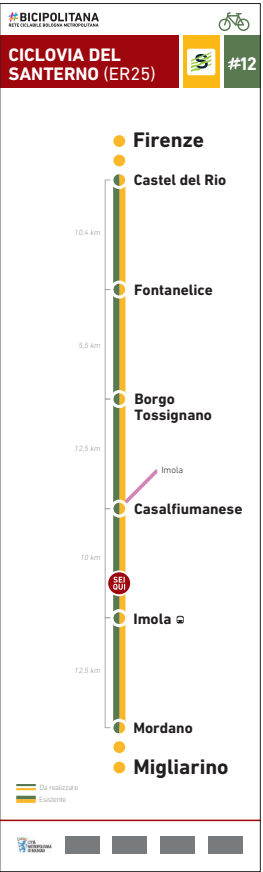 #BICIPOLITANA
RETE CICLABILE BOLOGNA METROPOLITANA
CICLOVIA DEL
SANTERNO (ER25)
S
#12
Firenze
Castel del Rio
10,4 km
Fontanelice
5,5 km
Borgo
Tossignano
12,5 km
Imola
Casalfiumanese
10 km
SEI
QUI
Imola
12,5 km
Mordano
Migliarino
Da realizzare
Esistente
CITTÀ
METROPOLITANA
DI BOLOGNA